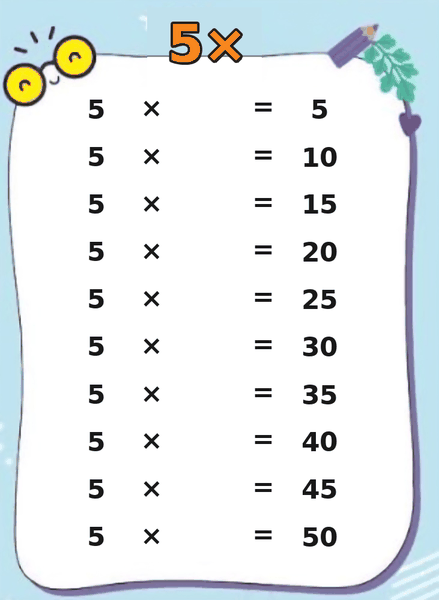 5×
5 × = 5
5 × = 10
5 × = 15
5 × = 20
5 × = 25
5 × = 30
5 × = 35
5 × = 40
5 × = 45
5 × = 50